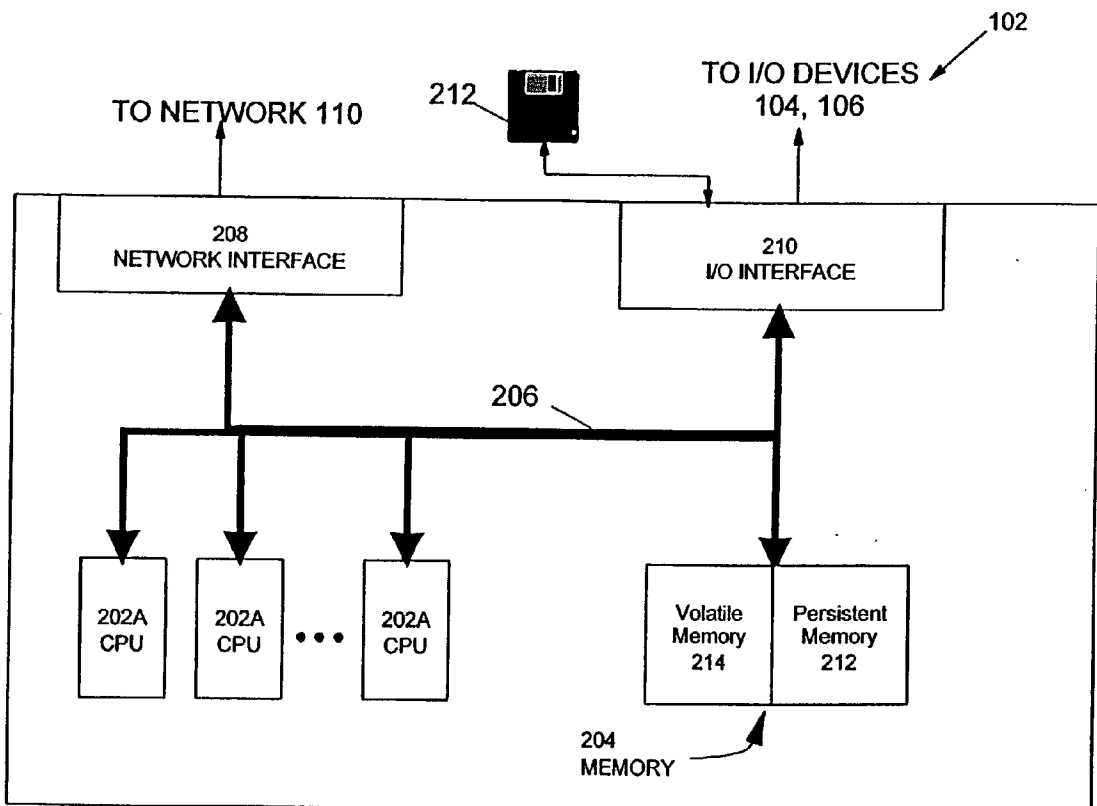 102
TO NETWORK 110
212
TO I/O DEVICES
104, 106
208
NETWORK INTERFACE
210
I/O INTERFACE
206
202A
CPU
202A
CPU
202A
CPU
Volatile
Memory
214
Persistent
Memory
212
204
MEMORY